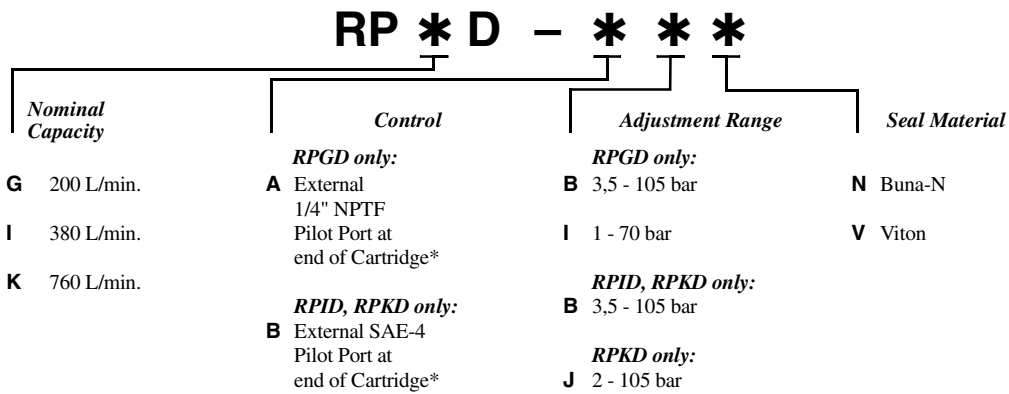 RP ✱ D – ✱ ✱ ✱
Nominal
Capacity
G 200 L/min.
I 380 L/min.
K 760 L/min.
Control
RPGD only:
A External
1/4" NPTF
Pilot Port at
end of Cartridge*
RPID, RPKD only:
B External SAE-4
Pilot Port at
end of Cartridge*
Adjustment Range
RPGD only:
B 3,5 - 105 bar
I 1 - 70 bar
RPID, RPKD only:
B 3,5 - 105 bar
RPKD only:
J 2 - 105 bar
Seal Material
N Buna-N
V Viton